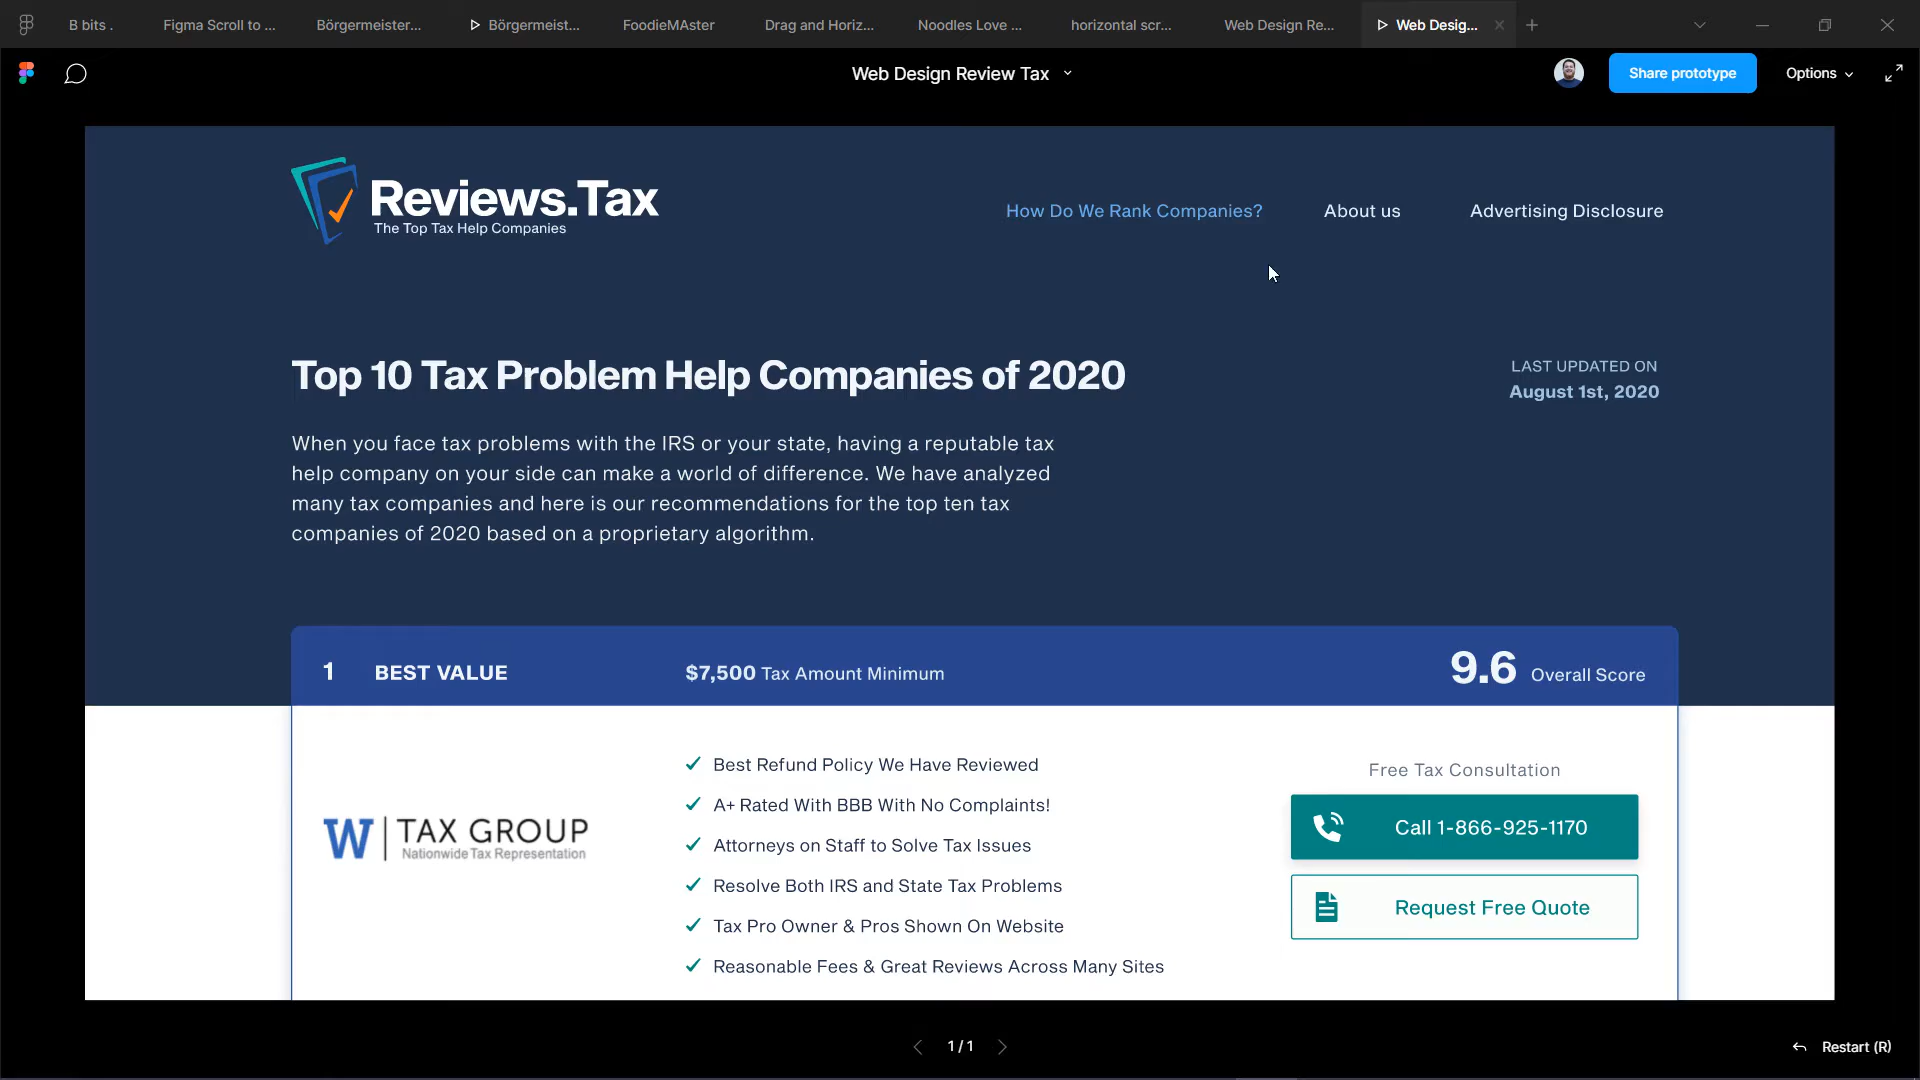 B bits .
Figma Scroll to ...
Börgermeister...
Börgermeist...
FoodieMAster
Drag and Horiz...
Noodles Love ...
horizontal scr...
Web Design Re...
Web Desig...
Web Design Review Tax
Share prototype
Options
Reviews.Tax
The Top Tax Help Companies
How Do We Rank Companies?
About us
Advertising Disclosure
Top 10 Tax Problem Help Companies of 2020
LAST UPDATED ON
August 1st, 2020
When you face tax problems with the IRS or your state, having a reputable tax
help company on your side can make a world of difference. We have analyzed
many tax companies and here is our recommendations for the top ten tax
companies of 2020 based on a proprietary algorithm.
1 BEST VALUE
$7,500 Tax Amount Minimum
9.6 Overall Score
W TAX GROUP
Nationwide Tax Representation
Best Refund Policy We Have Reviewed
A+ Rated With BBB With No Complaints!
Attorneys on Staff to Solve Tax Issues
Resolve Both IRS and State Tax Problems
Tax Pro Owner & Pros Shown On Website
Reasonable Fees & Great Reviews Across Many Sites
Free Tax Consultation
Call 1-866-925-1170
Request Free Quote
1 / 1
Restart (R)